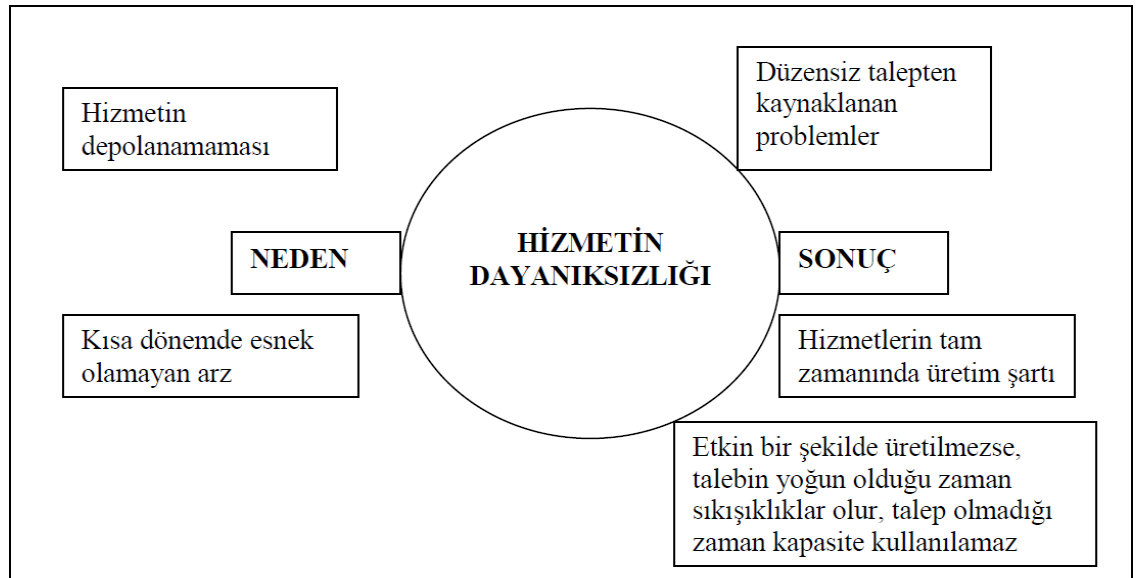 Hizmetin
depolanamaması
Düzensiz talepten
kaynaklanan
problemler
HİZMETİN
DAYANIKSIZLIĞI
NEDEN
SONUÇ
Kısa dönemde esnek
olamayan arz
Hizmetlerin tam
zamanında üretim şartı
Etkin bir şekilde üretilmezse,
talebin yoğun olduğu zaman
sıkışıklıklar olur, talep olmadığı
zaman kapasite kullanılamaz